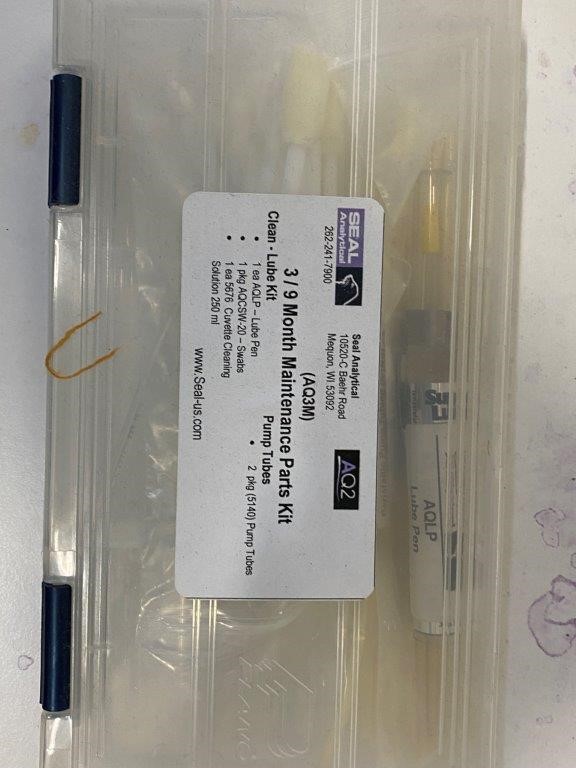 SEAL
Analytical
262-241-7900
Seal Analytical
10520-C Baehr Road
Mequon, WI 53092
AQ2
3 / 9 Month Maintenance Parts Kit
(AQ3M)
Clean - Lube Kit
• 1 ea AQLP – Lube Pen
• 1 pkg AQCSW-20 – Swabs
• 1 ea 5676 Cuvette Cleaning
Solution 250 ml
Pump Tubes
• 2 pkg (5140) Pump Tubes
www.Seal-us.com
AQLP
Lube Pen